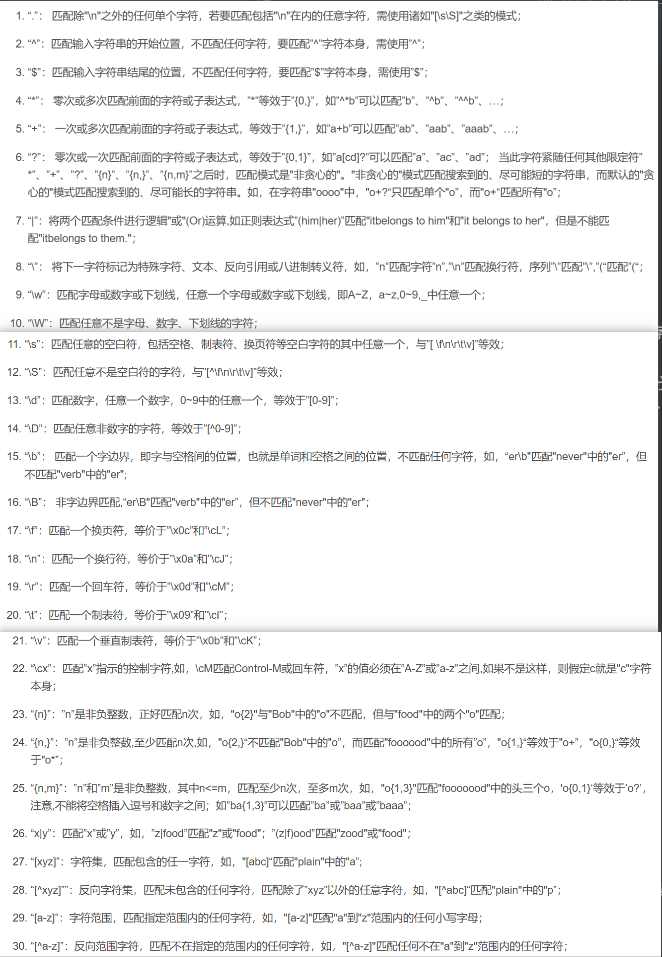 1. “.”： 匹配除"\n"之外的任何单个字符，若要匹配包括"\n"在内的任意字符，需使用诸如"[\s\S]"之类的模式；
2. “^”：匹配输入字符串的开始位置，不匹配任何字符，要匹配"^"字符本身，需使用"^"；
3. “$”：匹配输入字符串结尾的位置，不匹配任何字符，要匹配"$"字符本身，需使用"$"；
4. “*”： 零次或多次匹配前面的字符或子表达式，"*"等效于"{0,}"，如"^*b"可以匹配"b"、"^b"、"^^b"、…；
5. “+”： 一次或多次匹配前面的字符或子表达式，等效于"{1,}"，如"a+b"可以匹配"ab"、"aab"、"aaab"、…；
6. “?”： 零次或一次匹配前面的字符或子表达式，等效于"{0,1}"，如"a[cd]?"可以匹配"a"、"ac"、"ad"； 当此字符紧随任何其他限定符"
*"、"+"、"?"、"{n}"、"{n,}"、"{n,m}"之后时，匹配模式是"非贪心的"。"非贪心的"模式匹配搜索到的、尽可能短的字符串，而默认的"贪
心的"模式匹配搜索到的、尽可能长的字符串。如，在字符串"oooo"中，"o+?"只匹配单个"o"，而"o+“匹配所有"o"；
7. “|”：将两个匹配条件进行逻辑"或"(Or)运算,如正则表达式"(him|her)"匹配"itbelongs to him"和"it belongs to her"，但是不能匹
配"itbelongs to them."；
8. “\”： 将下一字符标记为特殊字符、文本、反向引用或八进制转义符，如，"n"匹配字符"n","\n"匹配换行符，序列"\"匹配"\","(“匹配"(“；
9. “\w”：匹配字母或数字或下划线，任意一个字母或数字或下划线，即A~Z，a~z,0~9,_中任意一个；
10. “\W”：匹配任意不是字母、数字、下划线的字符；
11. “\s”：匹配任意的空白符，包括空格、制表符、换页符等空白字符的其中任意一个，与”[ \f\n\r\t\v]”等效；
12. “\S”：匹配任意不是空白符的字符，与”[^\f\n\r\t\v]”等效；
13. “\d”：匹配数字，任意一个数字，0~9中的任意一个，等效于”[0-9]”；
14. “\D”：匹配任意非数字的字符，等效于”[^0-9]”；
15. “\b”： 匹配一个字边界，即字与空格间的位置，也就是单词和空格之间的位置，不匹配任何字符，如，“er\b”匹配”never”中的”er”，但
不匹配”verb”中的”er”；
16. “\B”： 非字边界匹配,“er\B”匹配”verb”中的”er”，但不匹配”never”中的”er”；
17. “\f”：匹配一个换页符，等价于”\x0c”和”\cL”；
18. “\n”：匹配一个换行符，等价于”\x0a”和”\cJ”；
19. “\r”：匹配一个回车符，等价于”\x0d”和”\cM”；
20. “\t”：匹配一个制表符，等价于”\x09”和”\cI”；
21. “\v”：匹配一个垂直制表符，等价于”\x0b”和”\cK”；
22. “\cx”：匹配”x”指示的控制字符,如，\cM匹配Control-M或回车符，”x”的值必须在”A-Z”或”a-z”之间,如果不是这样，则假定c就是”c”字符
本身；
23. “{n}”：”n”是非负整数，正好匹配n次，如，”o{2}”与”Bob”中的”o”不匹配，但与”food”中的两个”o”匹配；
24. “{n,}”：”n”是非负整数,至少匹配n次,如，”o{2,}“不匹配”Bob”中的”o”，而匹配”foooood”中的所有”o”，”o{1,}“等效于”o+”，”o{0,}“等效
于”o*”；
25. “{n,m}”：”n”和”m”是非负整数，其中n<=m，匹配至少n次，至多m次，如，”o{1,3}”匹配”fooooood”中的头三个o，'o{0,1}'等效于'o?'，
注意,不能将空格插入逗号和数字之间；如”ba{1,3}”可以匹配”ba”或”baa”或”baaa”；
26. “x|y”：匹配”x”或”y”，如，”z|food”匹配”z”或”food”；”(z|f)ood”匹配”zood”或”food”；
27. “[xyz]”：字符集，匹配包含的任一字符，如，”[abc]“匹配”plain”中的”a”；
28. “[^xyz]””：反向字符集，匹配未包含的任何字符，匹配除了”xyz”以外的任意字符，如，”[^abc]“匹配”plain”中的”p”；
29. “[a-z]”：字符范围，匹配指定范围内的任何字符，如，”[a-z]”匹配”a”到”z”范围内的任何小写字母；
30. “[^a-z]”：反向范围字符，匹配不在指定的范围内的任何字符，如，”[^a-z]”匹配任何不在”a”到”z”范围内的任何字符；